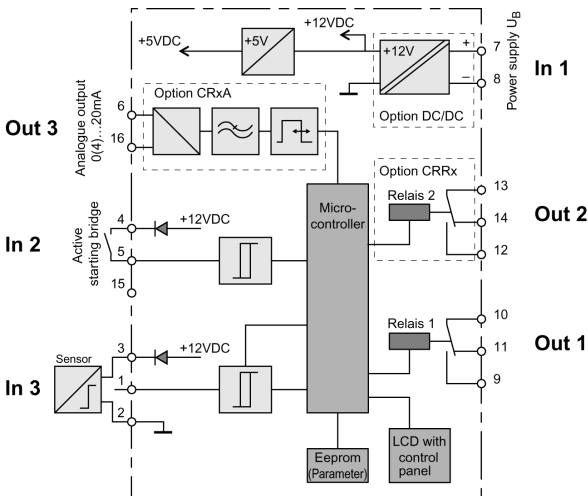 +12VDC
+5VDC
+5V
+12V
+
7
–
8
Power supply UB
In 1
Option DC/DC
Option CRxA
6
16
Analogue output
0(4)...20mA
Out 3
Option CRRx
Relais 2
13
14
12
Out 2
Micro-
controller
4
+12VDC
5
15
Active
starting bridge
In 2
Relais 1
10
11
9
Out 1
Sensor
3
+12VDC
1
2
In 3
Eeprom
(Parameter)
LCD with
control
panel